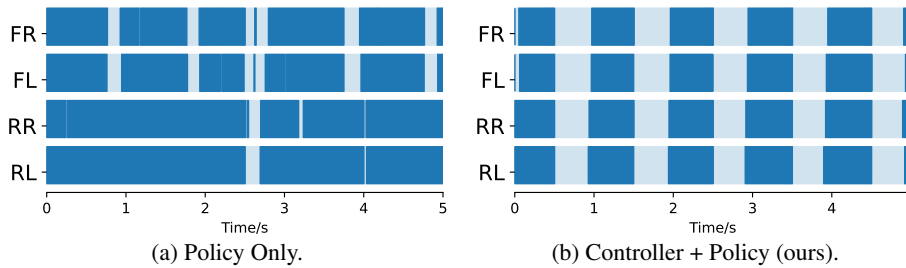 FR
FL
RR
RL
0 1 2 3 4 5
Time/s
(a) Policy Only.
FR
FL
RR
RL
0 1 2 3 4
Time/s
(b) Controller + Policy (ours).